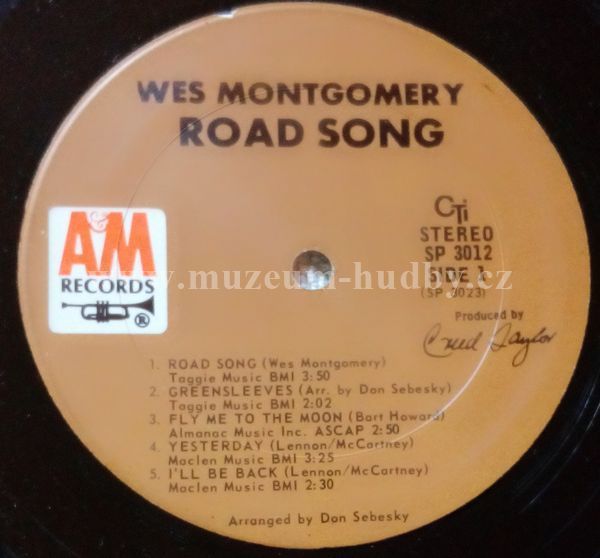 WES MONTGOMERY
ROAD SONG
CTi
STEREO
SP 3012
SIDE 1
(SP 3023)
A&M
RECORDS
®
www.muzeum-hudby.cz
Produced by
Creed Taylor
1. ROAD SONG (Wes Montgomery)
Taggie Music BMI 3:50
2. GREENSLEEVES (Arr. by Don Sebesky)
Taggie Music BMI 2:02
3. FLY ME TO THE MOON (Bart Howard)
Almanac Music Inc. ASCAP 2:50
4. YESTERDAY (Lennon/McCartney)
Maclen Music BMI 3:25
5. I'LL BE BACK (Lennon/McCartney)
Maclen Music BMI 2:30
Arranged by Don Sebesky